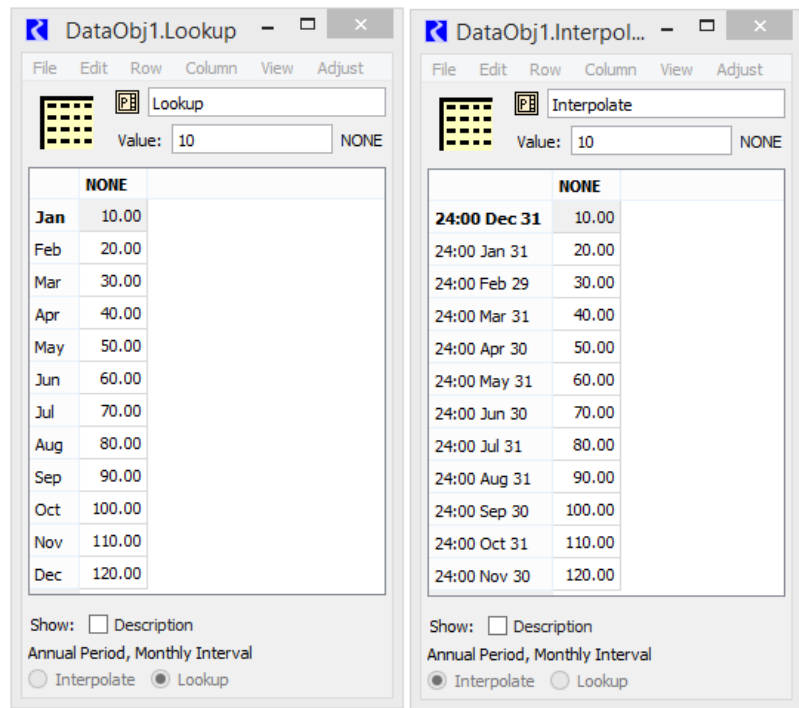 DataObj1.Lookup
File Edit Row Column View Adjust
Lookup
Value: 10 NONE
NONE
Jan 10.00
Feb 20.00
Mar 30.00
Apr 40.00
May 50.00
Jun 60.00
Jul 70.00
Aug 80.00
Sep 90.00
Oct 100.00
Nov 110.00
Dec 120.00
Show: Description
Annual Period, Monthly Interval
Interpolate Lookup
DataObj1.Interpol...
File Edit Row Column View Adjust
Interpolate
Value: 10 NONE
NONE
24:00 Dec 31 10.00
24:00 Jan 31 20.00
24:00 Feb 29 30.00
24:00 Mar 31 40.00
24:00 Apr 30 50.00
24:00 May 31 60.00
24:00 Jun 30 70.00
24:00 Jul 31 80.00
24:00 Aug 31 90.00
24:00 Sep 30 100.00
24:00 Oct 31 110.00
24:00 Nov 30 120.00
Show: Description
Annual Period, Monthly Interval
Interpolate Lookup